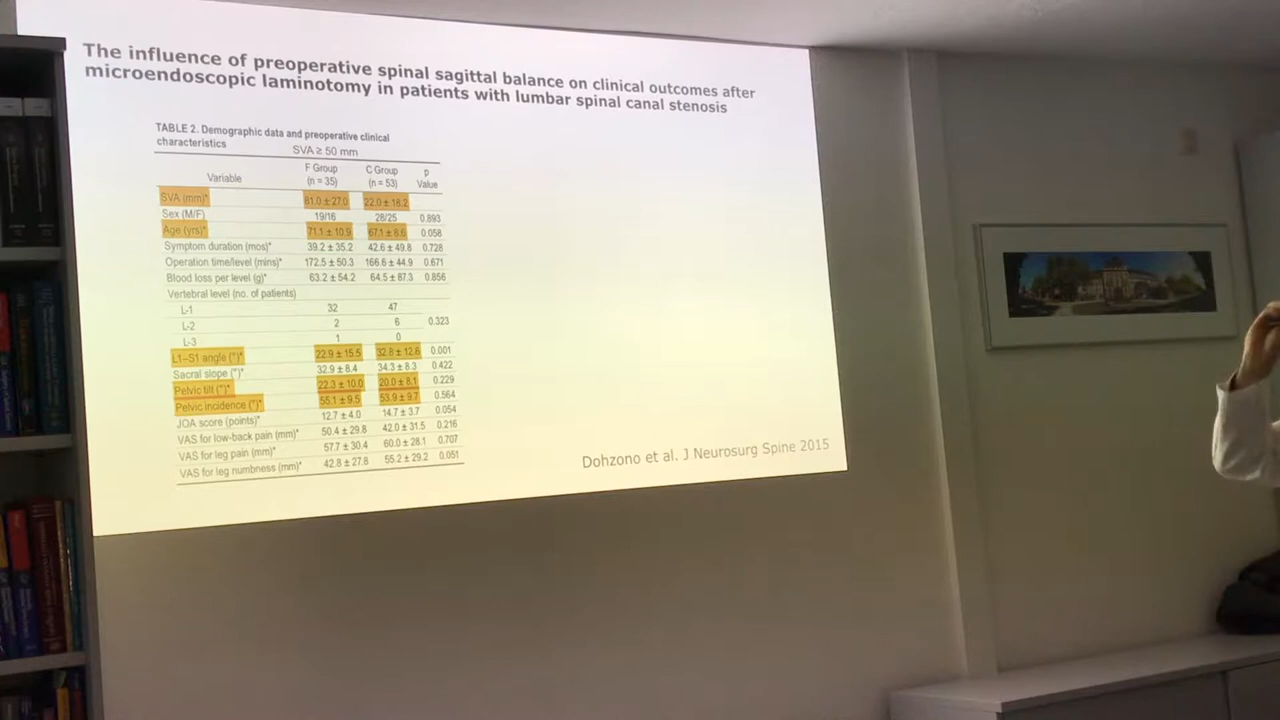 The influence of preoperative spinal sagittal balance on clinical outcomes after
microendoscopic laminotomy in patients with lumbar spinal canal stenosis
TABLE 2. Demographic data and preoperative clinical
characteristics
SVA ≥ 50 mm
Variable F Group (n = 35) C Group (n = 53) p Value
SVA (mm)* 81.0 ± 27.0 22.0 ± 18.2
Sex (M/F) 19/16 28/25 0.893
Age (yrs)* 71.1 ± 10.9 67.1 ± 8.6 0.058
Symptom duration (mos)* 39.2 ± 35.2 42.6 ± 49.8 0.728
Operation time/level (mins)* 172.5 ± 50.3 166.6 ± 44.9 0.671
Blood loss per level (g)* 63.2 ± 54.2 64.5 ± 87.3 0.856
Vertebral level (no. of patients)
L-1 32 47
L-2 2 6 0.323
L-3 1 0
L1–S1 angle (°)* 22.9 ± 15.5 32.8 ± 12.6 0.001
Sacral slope (°)* 32.9 ± 8.4 34.3 ± 8.3 0.422
Pelvic tilt (°)* 22.3 ± 10.0 20.0 ± 8.1 0.229
Pelvic incidence (°)* 55.1 ± 9.5 53.9 ± 9.7 0.564
JOA score (points)* 12.7 ± 4.0 14.7 ± 3.7 0.054
VAS for low-back pain (mm)* 50.4 ± 29.8 42.0 ± 31.5 0.216
VAS for leg pain (mm)* 57.7 ± 30.4 60.0 ± 28.1 0.707
VAS for leg numbness (mm)* 42.8 ± 27.8 55.2 ± 29.2 0.051
Dohzono et al. J Neurosurg Spine 2015